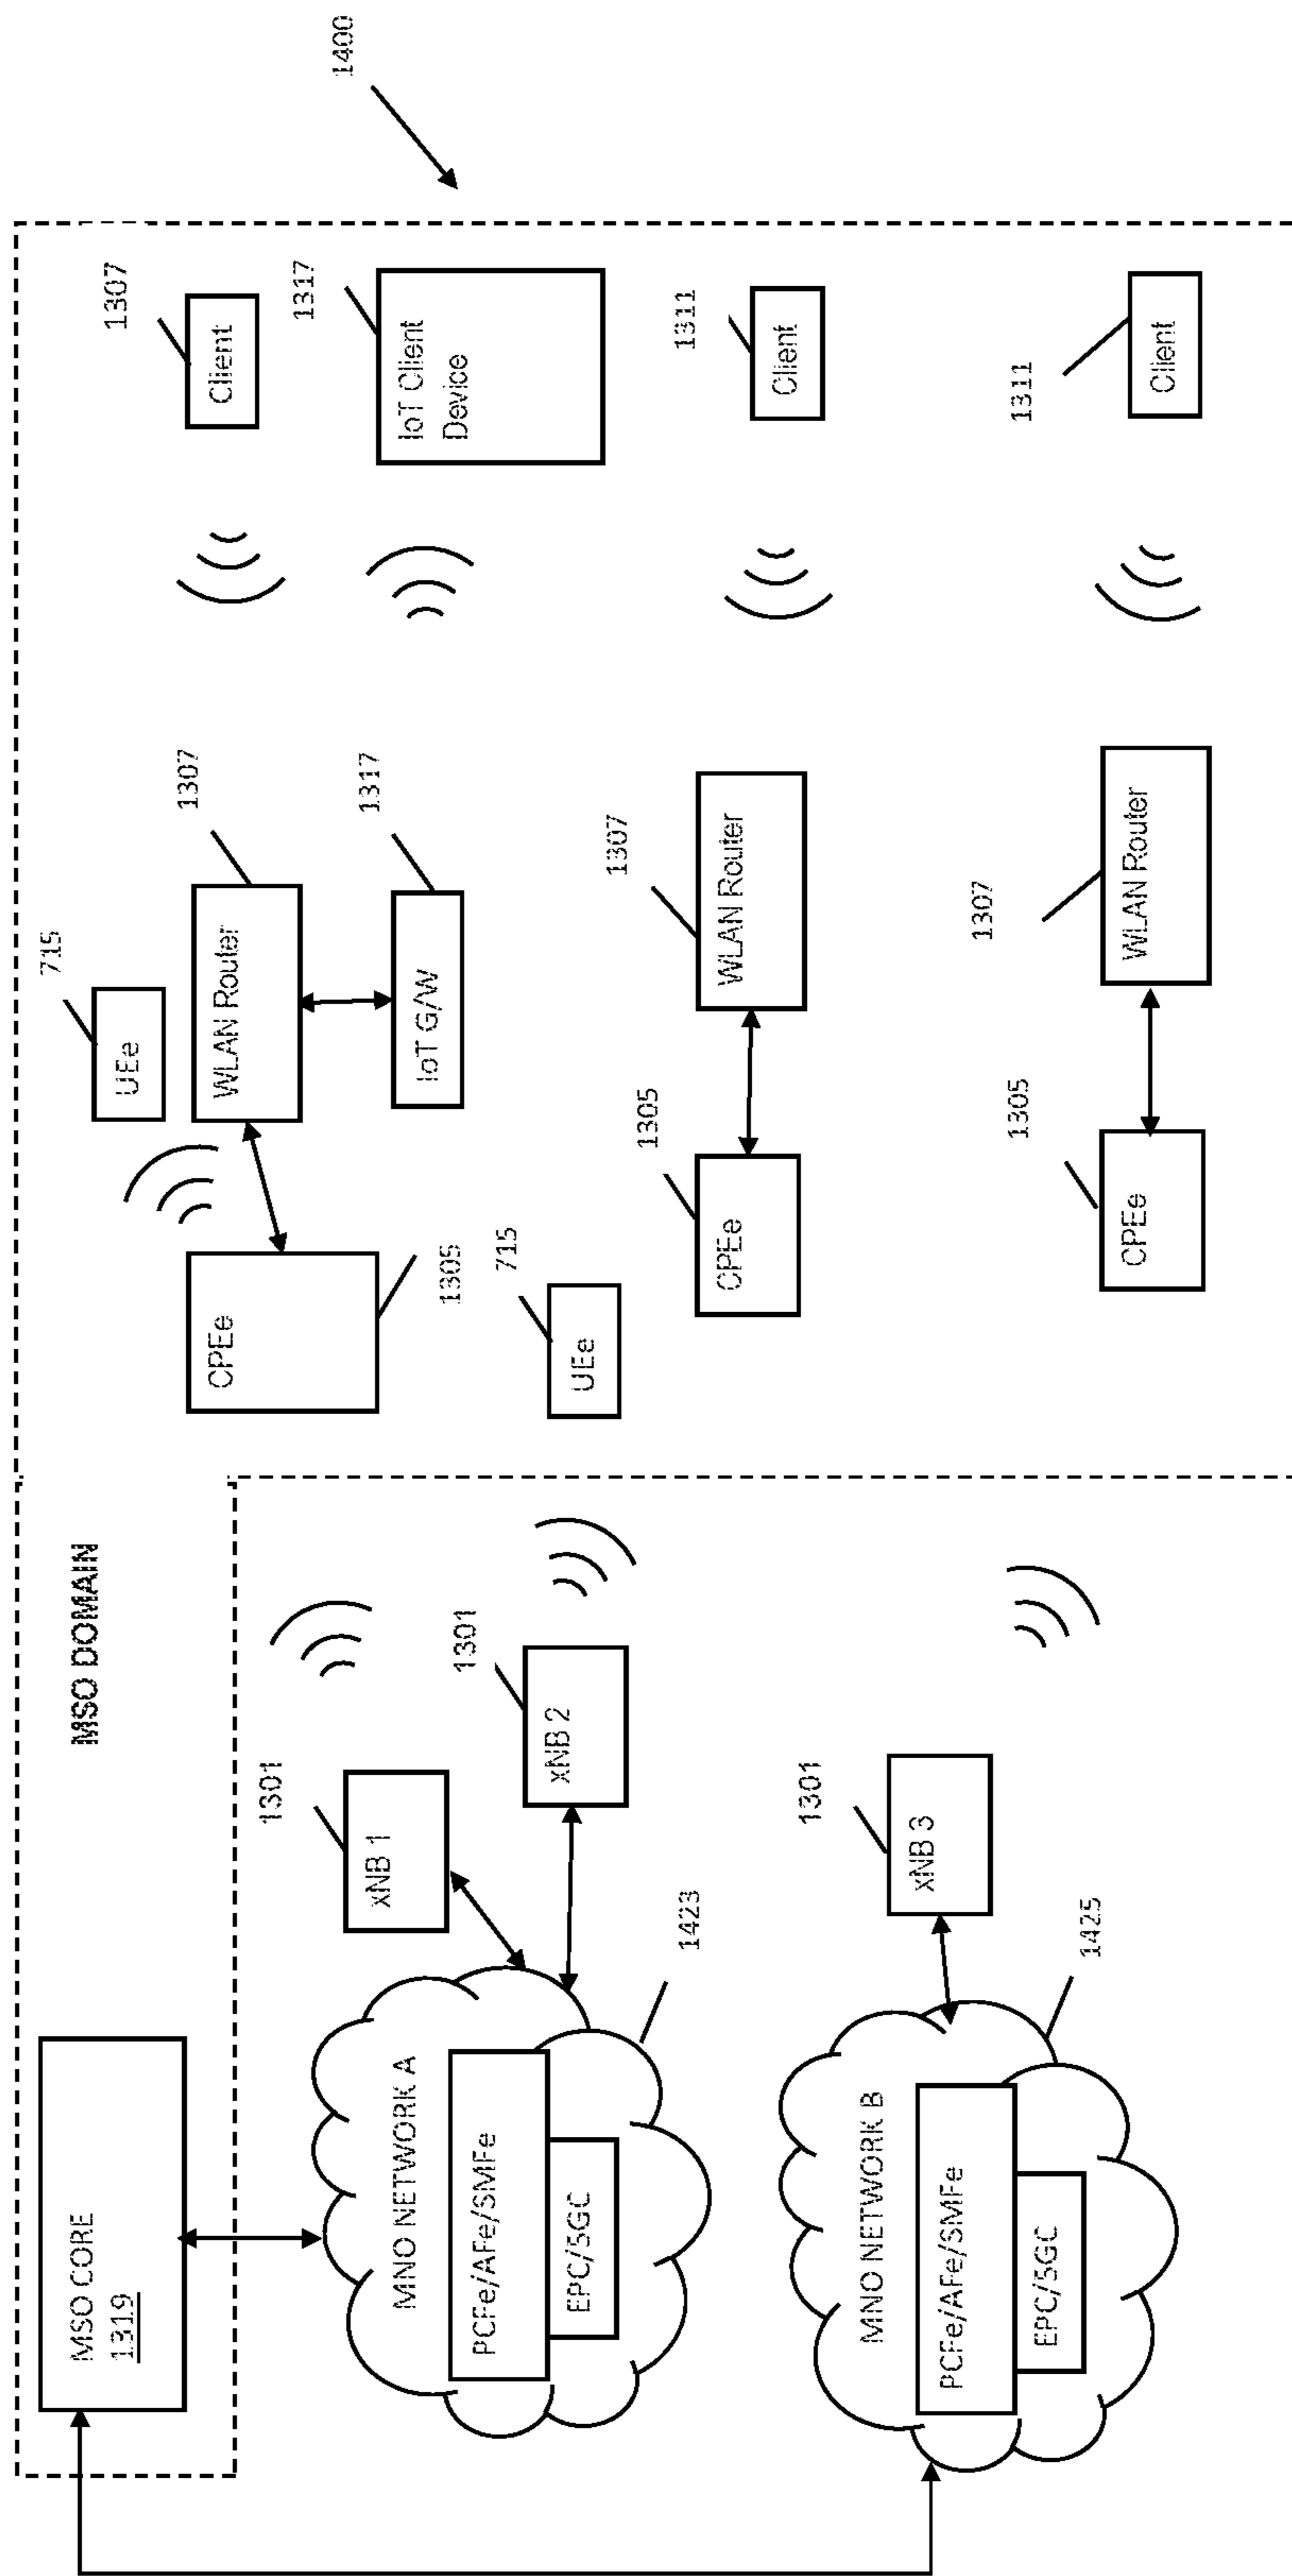 1400
MSO DOMAIN
MSO CORE
1319
715
UEe
1307
Client
1307
WLAN Router
1317
IoT Client
Device
CPEe
1305
1317
IoT G/W
1301
xNB 1
1301
xNB 2
MNO NETWORK A
PCFe/AFe/SMFe
EPC/5GC
1423
715
UEe
1305
CPEe
1307
WLAN Router
1311
Client
1301
xNB 3
MNO NETWORK B
PCFe/AFe/SMFe
EPC/5GC
1425
1305
CPEe
1307
WLAN Router
1311
Client